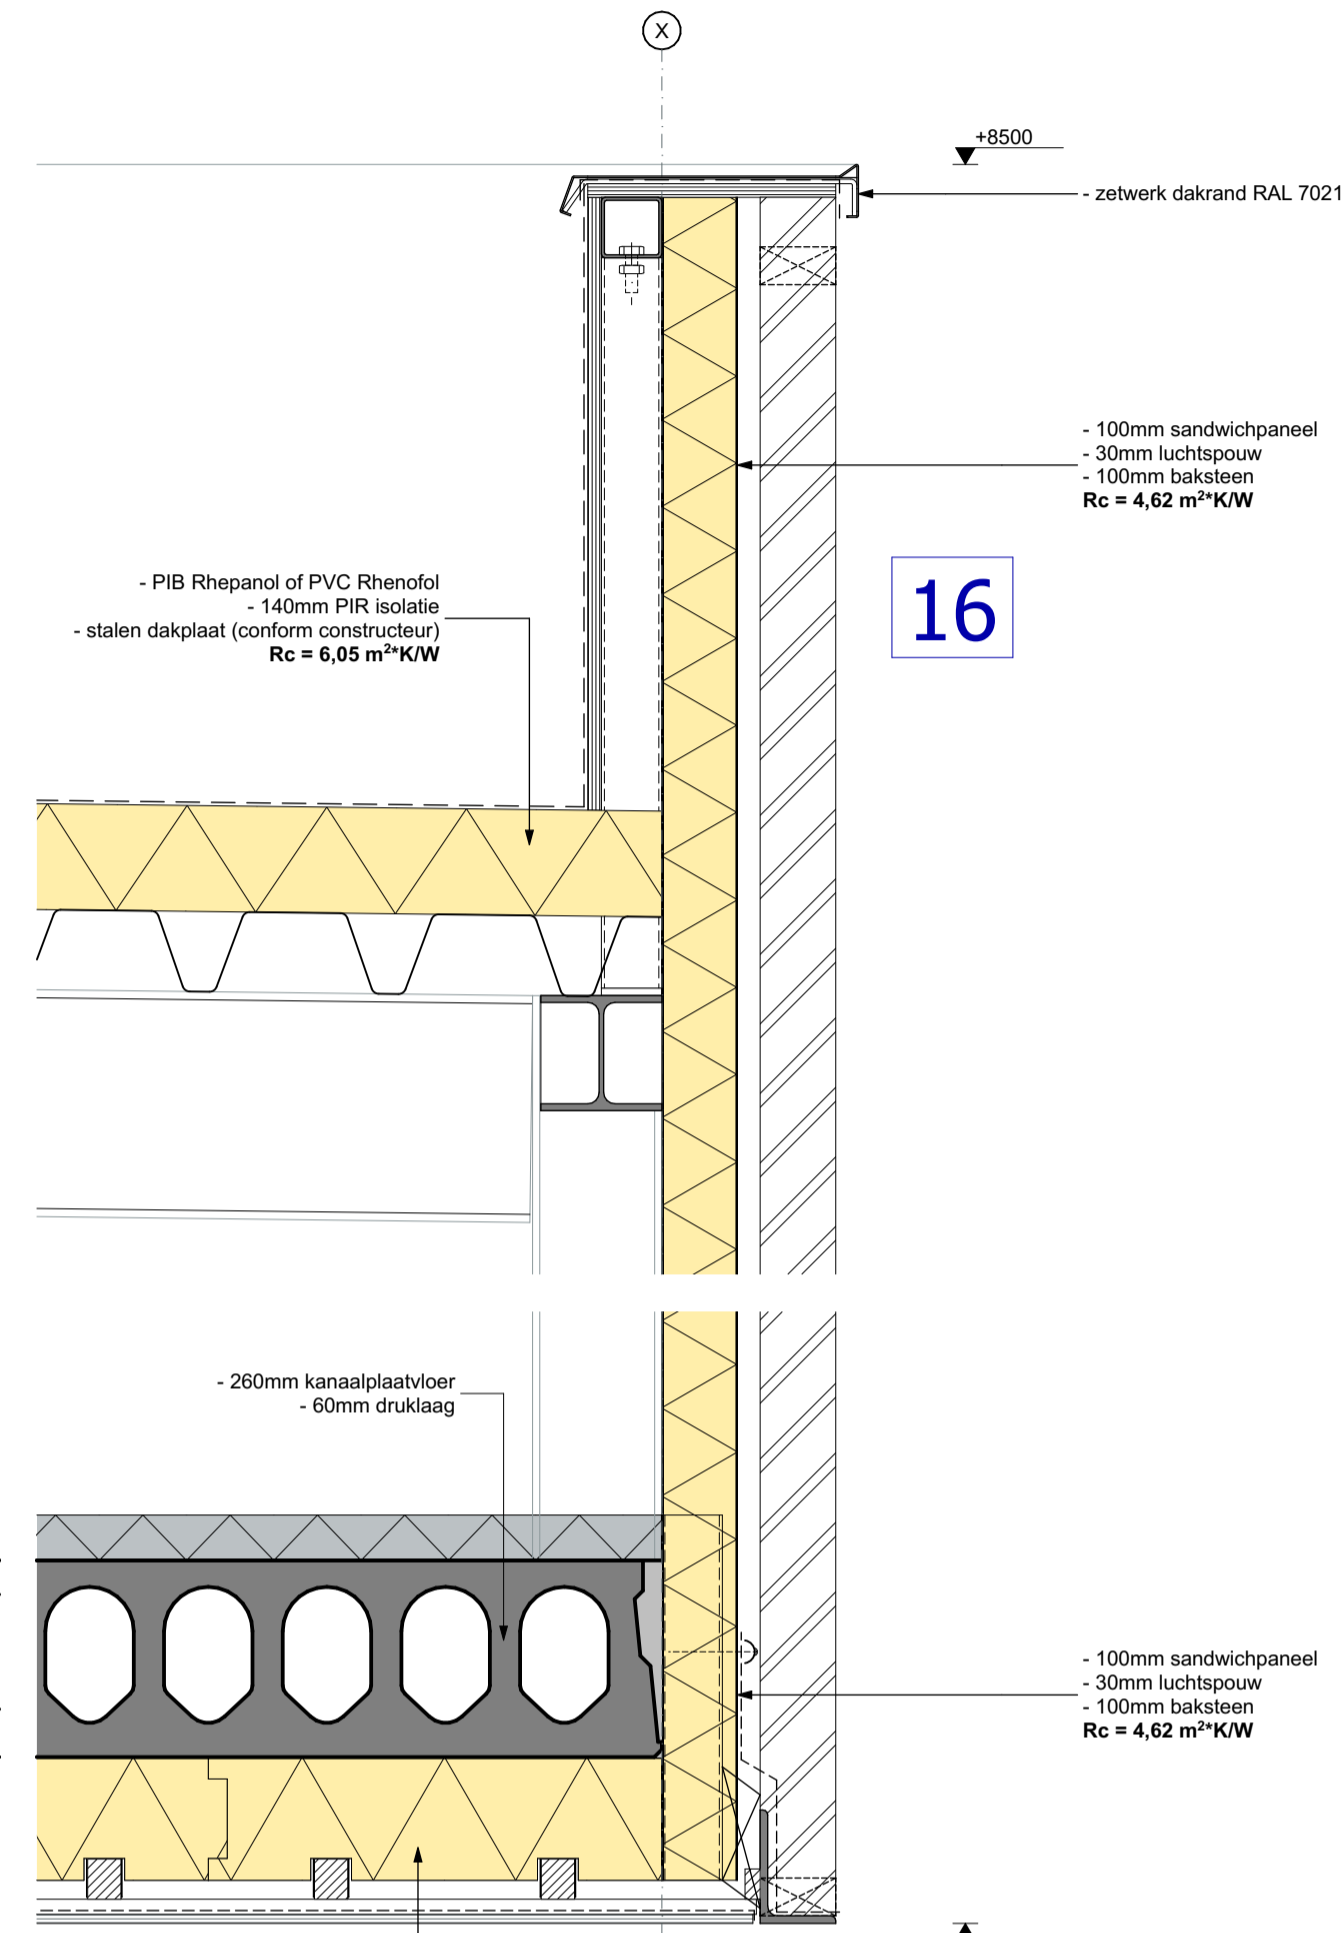 X
+8500
- zetwerk dakrand RAL 7021
- 100mm sandwichpaneel
- 30mm luchtspouw
- 100mm baksteen
Rc = 4,62 m²*K/W
16
- PIB Rhepanol of PVC Rhenofol
- 140mm PIR isolatie
- stalen dakplaat (conform constructeur)
Rc = 6,05 m²*K/W
- 260mm kanaalplaatvloer
- 60mm druklaag
- 100mm sandwichpaneel
- 30mm luchtspouw
- 100mm baksteen
Rc = 4,62 m²*K/W